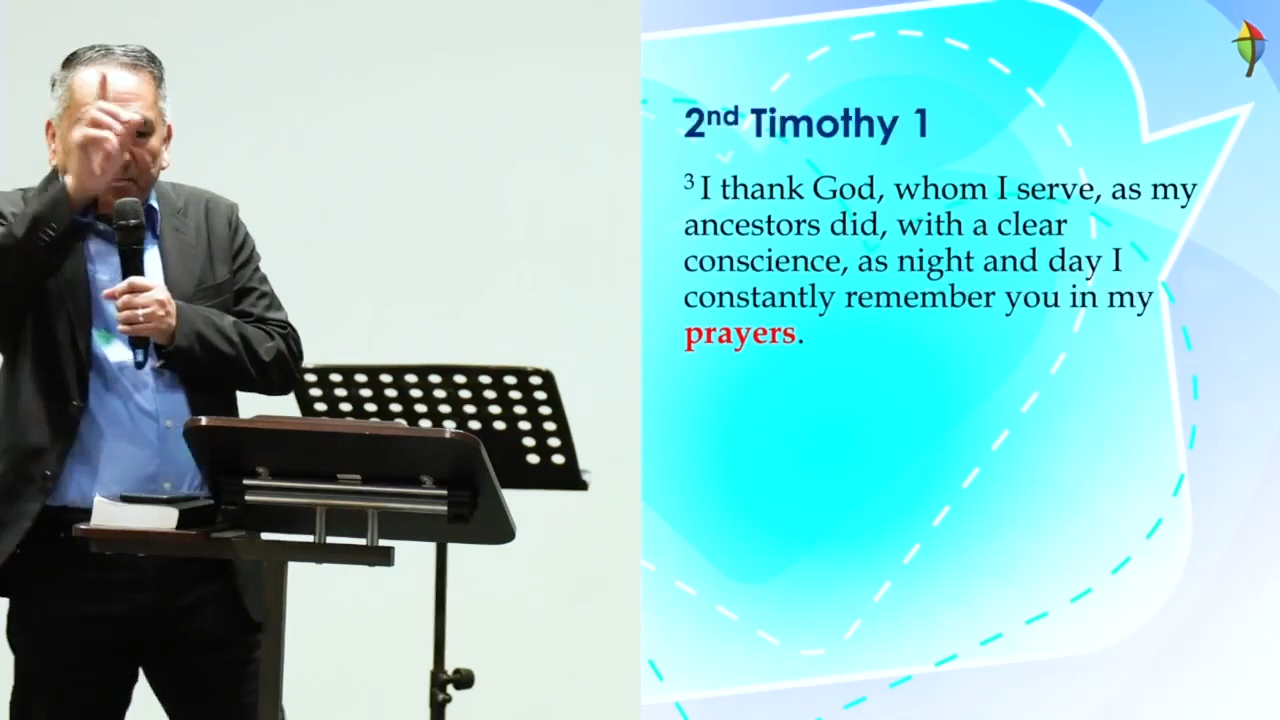 2nd Timothy 1
3 I thank God, whom I serve, as my
ancestors did, with a clear
conscience, as night and day I
constantly remember you in my
prayers.